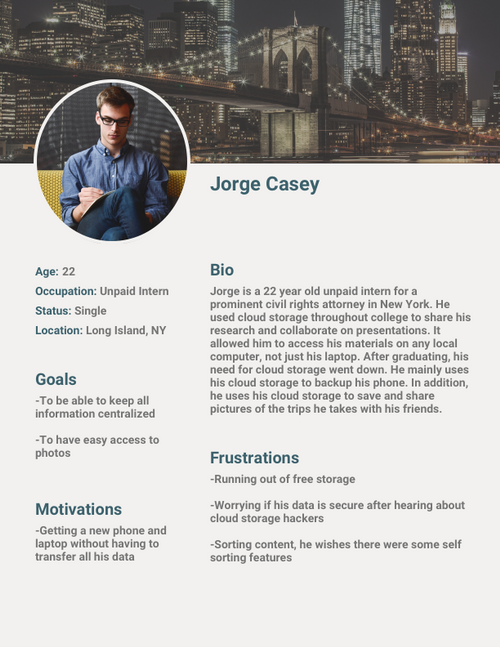 Jorge Casey
Age: 22
Occupation: Unpaid Intern
Status: Single
Location: Long Island, NY
Goals
-To be able to keep all
information centralized
-To have easy access to
photos
Motivations
-Getting a new phone and
laptop without having to
transfer all his data
Bio
Jorge is a 22 year old unpaid intern for a
prominent civil rights attorney in New York. He
used cloud storage throughout college to share his
research and collaborate on presentations. It
allowed him to access his materials on any local
computer, not just his laptop. After graduating, his
need for cloud storage went down. He mainly uses
his cloud storage to backup his phone. In addition,
he uses his cloud storage to save and share
pictures of the trips he takes with his friends.
Frustrations
-Running out of free storage
-Worrying if his data is secure after hearing about
cloud storage hackers
-Sorting content, he wishes there were some self
sorting features